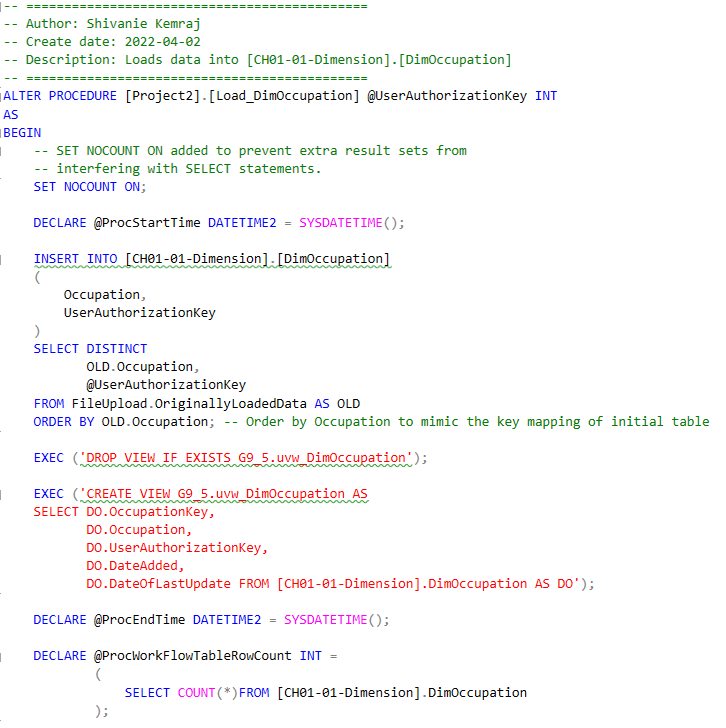 -- =============================================
-- Author: Shivanie Kemraj
-- Create date: 2022-04-02
-- Description: Loads data into [CH01-01-Dimension].[DimOccupation]
-- =============================================
ALTER PROCEDURE [Project2].[Load_DimOccupation] @UserAuthorizationKey INT
AS
BEGIN
    -- SET NOCOUNT ON added to prevent extra result sets from
    -- interfering with SELECT statements.
    SET NOCOUNT ON;

    DECLARE @ProcStartTime DATETIME2 = SYSDATETIME();

    INSERT INTO [CH01-01-Dimension].[DimOccupation]
    (
        Occupation,
        UserAuthorizationKey
    )
    SELECT DISTINCT
           OLD.Occupation,
           @UserAuthorizationKey
    FROM FileUpload.OriginallyLoadedData AS OLD
    ORDER BY OLD.Occupation; -- Order by Occupation to mimic the key mapping of initial table

    EXEC ('DROP VIEW IF EXISTS G9_5.uvw_DimOccupation');

    EXEC ('CREATE VIEW G9_5.uvw_DimOccupation AS
    SELECT DO.OccupationKey,
           DO.Occupation,
           DO.UserAuthorizationKey,
           DO.DateAdded,
           DO.DateOfLastUpdate FROM [CH01-01-Dimension].DimOccupation AS DO');

    DECLARE @ProcEndTime DATETIME2 = SYSDATETIME();

    DECLARE @ProcWorkFlowTableRowCount INT =
            (
                SELECT COUNT(*)FROM [CH01-01-Dimension].DimOccupation
            );